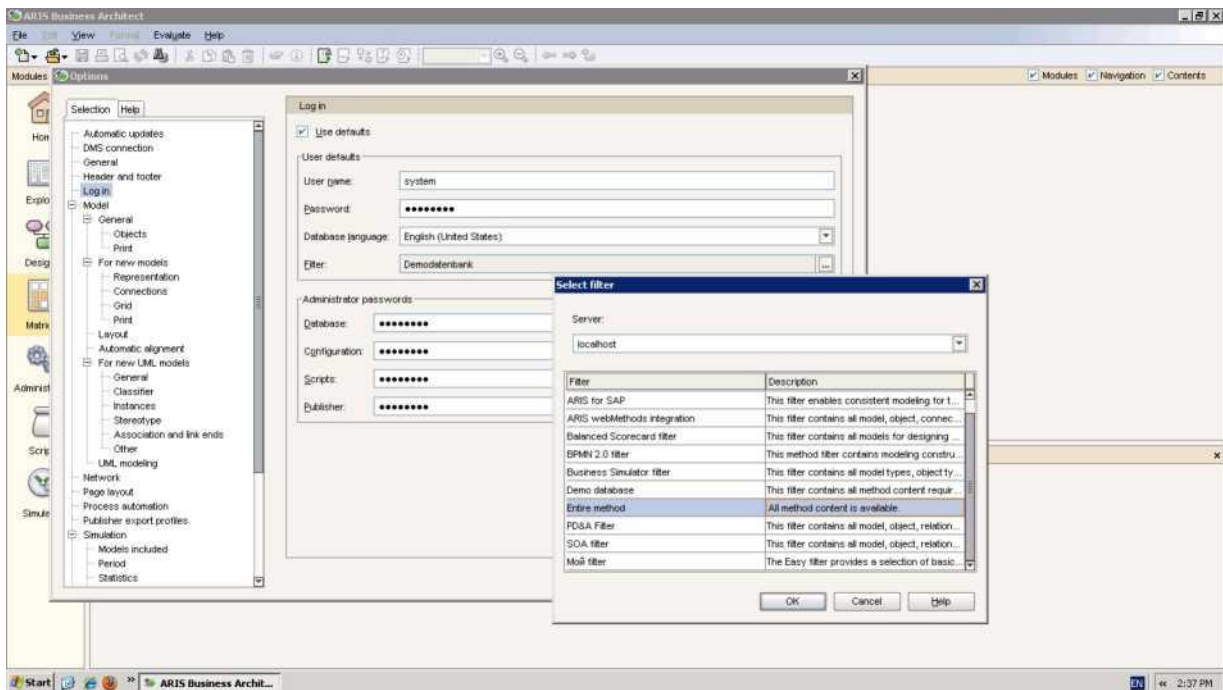 ARIS Business Architect
File Edit View Format Evaluate Help
Modules
Modules Navigation Contents
Options
Selection Help
Automatic updates
DMS connection
General
Header and footer
Log in
Model
General
Objects
Print
For new models
Representation
Connections
Grid
Print
Layout
Automatic alignment
For new UML models
General
Classifier
Instances
Stereotype
Association and link ends
Other
UML modeling
Network
Page layout
Process automation
Publisher export profiles
Simulation
Models included
Period
Statistics
Hom
Explo
Desig
Matri
Administ
Scrip
Simula
Log in
Use defaults
User defaults
User name: system
Password: ●●●●●●●●
Database language: English (United States)
Filter: Demodatenbank ...
Administrator passwords
Database: ●●●●●●●●
Configuration: ●●●●●●●●
Scripts: ●●●●●●●●
Publisher: ●●●●●●●●
Select filter
Server:
localhost
Filter Description
ARIS for SAP This filter enables consistent modeling for t...
ARIS webMethods integration This filter contains all model, object, connec...
Balanced Scorecard filter This filter contains all models for designing ...
BPMN 2.0 filter This method filter contains modeling constru...
Business Simulator filter This filter contains all model types, object ty...
Demo database This filter contains all method content requir...
Entire method All method content is available.
PD&A Filter This filter contains all model, object, relation...
SOA filter This filter contains all model, object, relation...
Мой filter The Easy filter provides a selection of basic...
OK Cancel Help
Start » ARIS Business Archit... EN « 2:37 PM